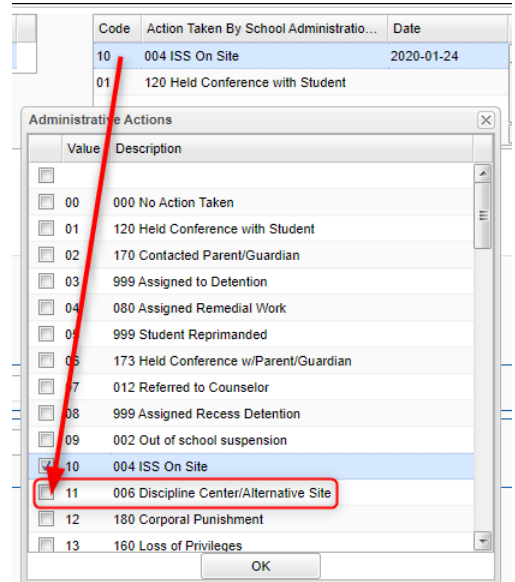 Code Action Taken By School Administratio... Date
10 004 ISS On Site 2020-01-24
01 120 Held Conference with Student
Administrative Actions
Value Description
00 000 No Action Taken
01 120 Held Conference with Student
02 170 Contacted Parent/Guardian
03 999 Assigned to Detention
04 080 Assigned Remedial Work
05 999 Student Reprimanded
06 173 Held Conference w/Parent/Guardian
07 012 Referred to Counselor
08 999 Assigned Recess Detention
09 002 Out of school suspension
10 004 ISS On Site
11 006 Discipline Center/Alternative Site
12 180 Corporal Punishment
13 160 Loss of Privileges
OK